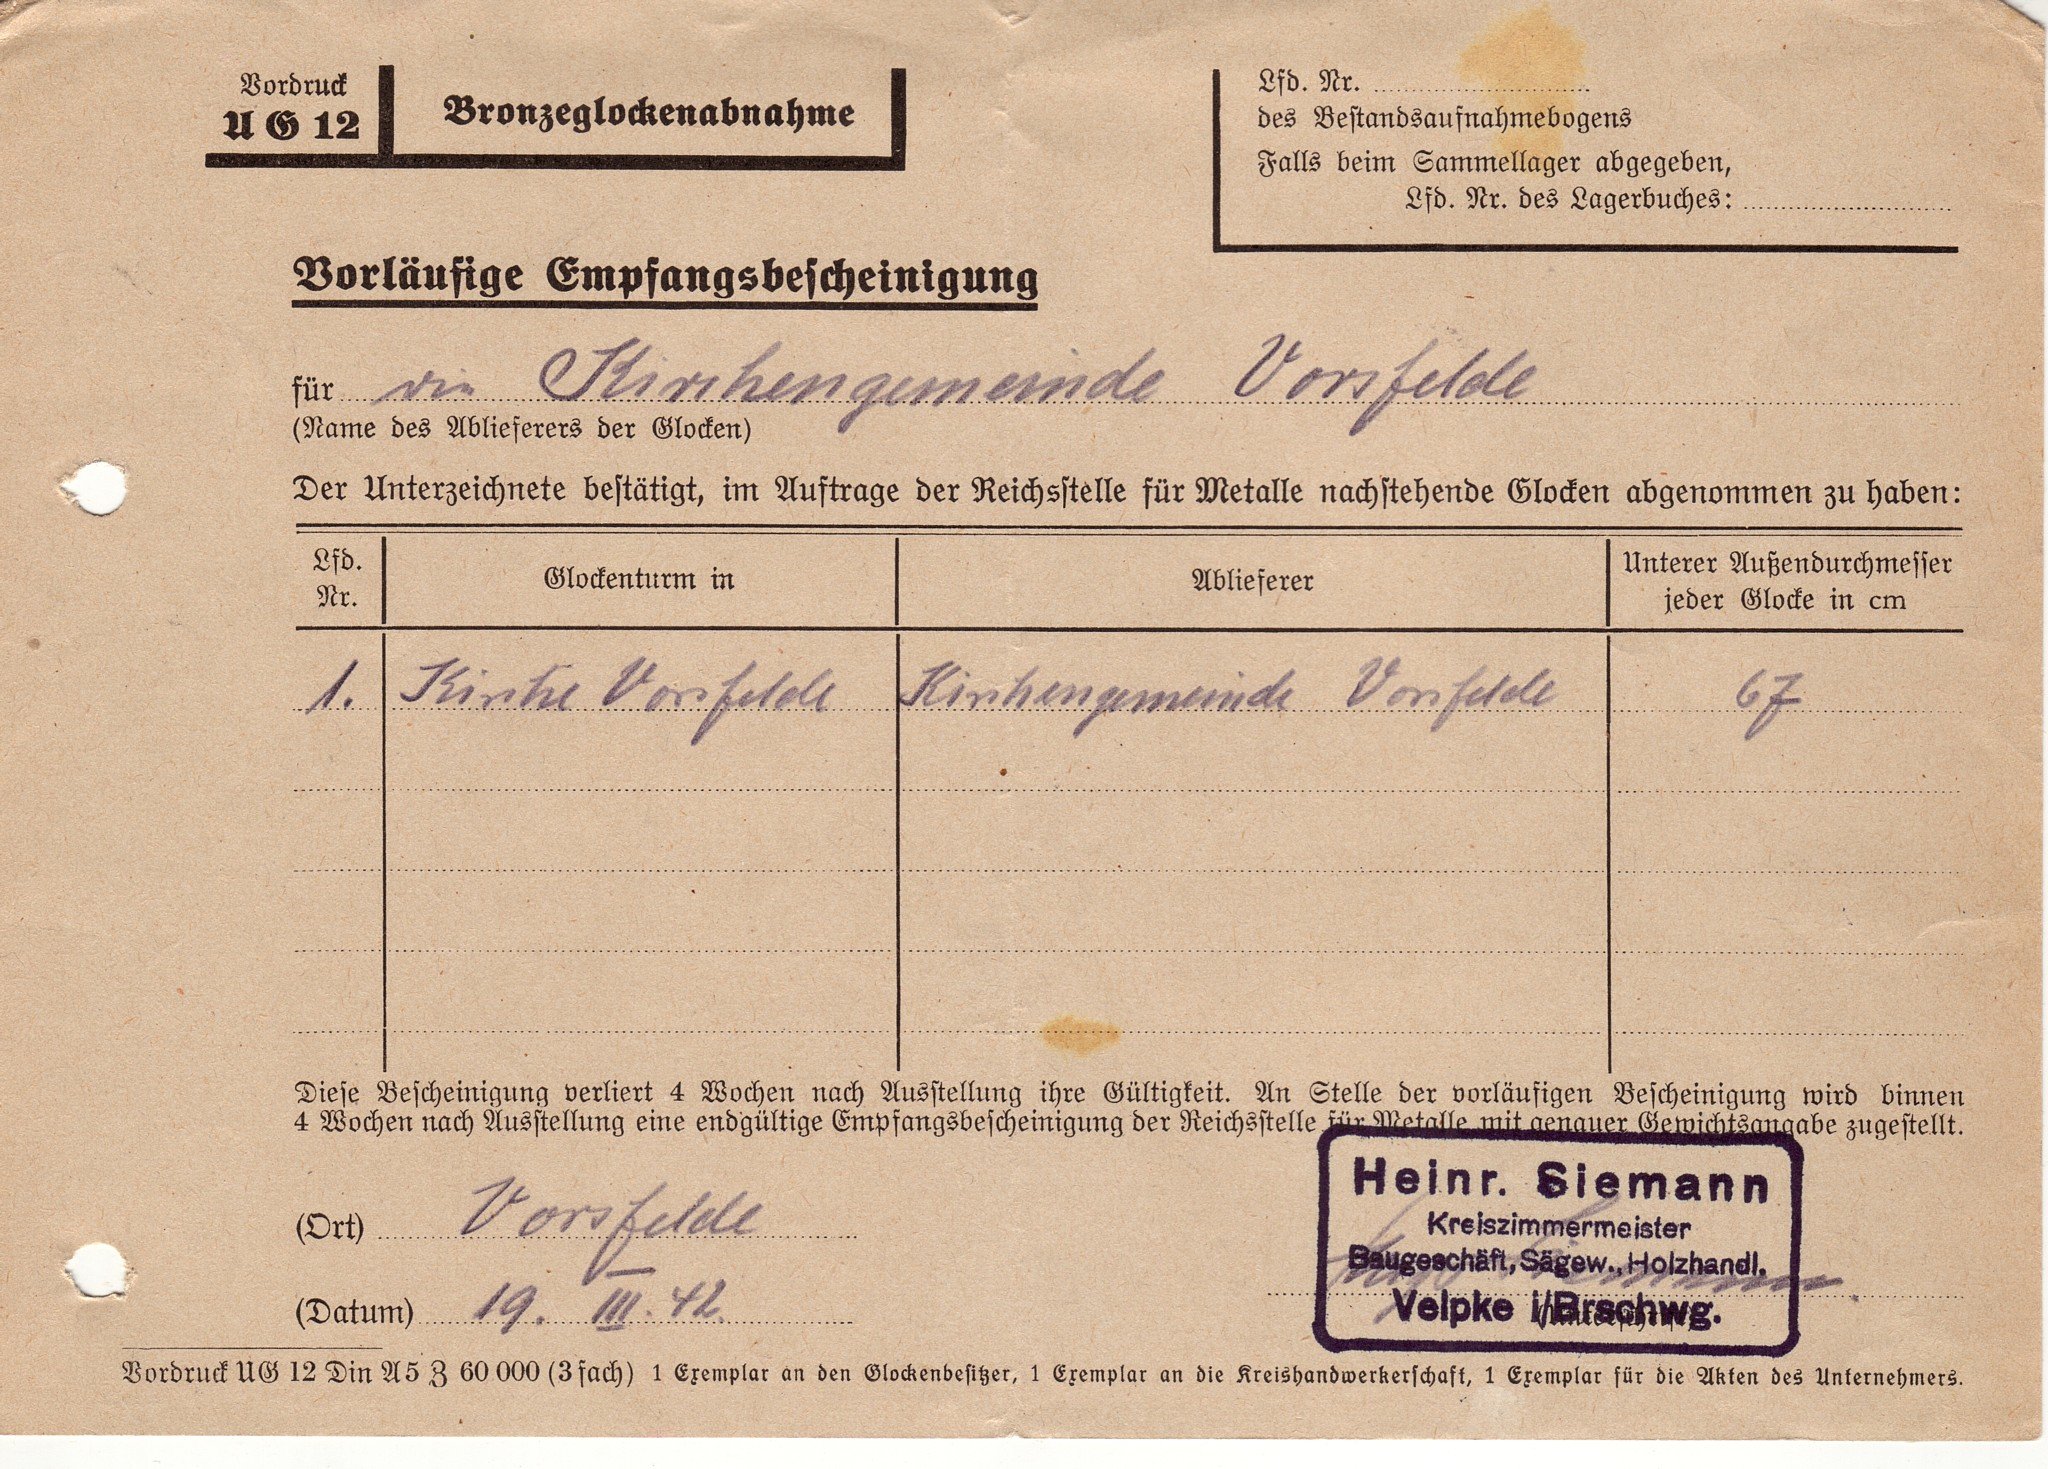 Vordruck
UG 12
Bronzeglockenabnahme
Lfd. Nr.
des Bestandsaufnahmebogens
Falls beim Sammellager abgegeben,
Lfd. Nr. des Lagerbuches:
Vorläufige Empfangsbescheinigung
für die Kirchengemeinde Vorsfelde
(Name des Ablieferers der Glocken)
Der Unterzeichnete bestätigt, im Auftrage der Reichsstelle für Metalle nachstehende Glocken abgenommen zu haben:
Lfd. Nr.
Glockenturm in
Ablieferer
Unterer Außendurchmesser
jeder Glocke in cm
1. Kirche Vorsfelde Kirchengemeinde Vorsfelde 67
Diese Bescheinigung verliert 4 Wochen nach Ausstellung ihre Gültigkeit. An Stelle der vorläufigen Bescheinigung wird binnen
4 Wochen nach Ausstellung eine endgültige Empfangsbescheinigung der Reichsstelle für Metalle mit genauer Gewichtsangabe zugestellt.
Heinr. Siemann
Kreiszimmermeister
Baugeschäft, Sägew., Holzhandl.
Velpke i/Brschwg.
(Ort) Vorsfelde
(Datum) 19. III. 42.
Vordruck UG 12 Din A5 Z 60 000 (3 fach) 1 Exemplar an den Glockenbesitzer, 1 Exemplar an die Kreishandwerkerschaft, 1 Exemplar für die Akten des Unternehmers.